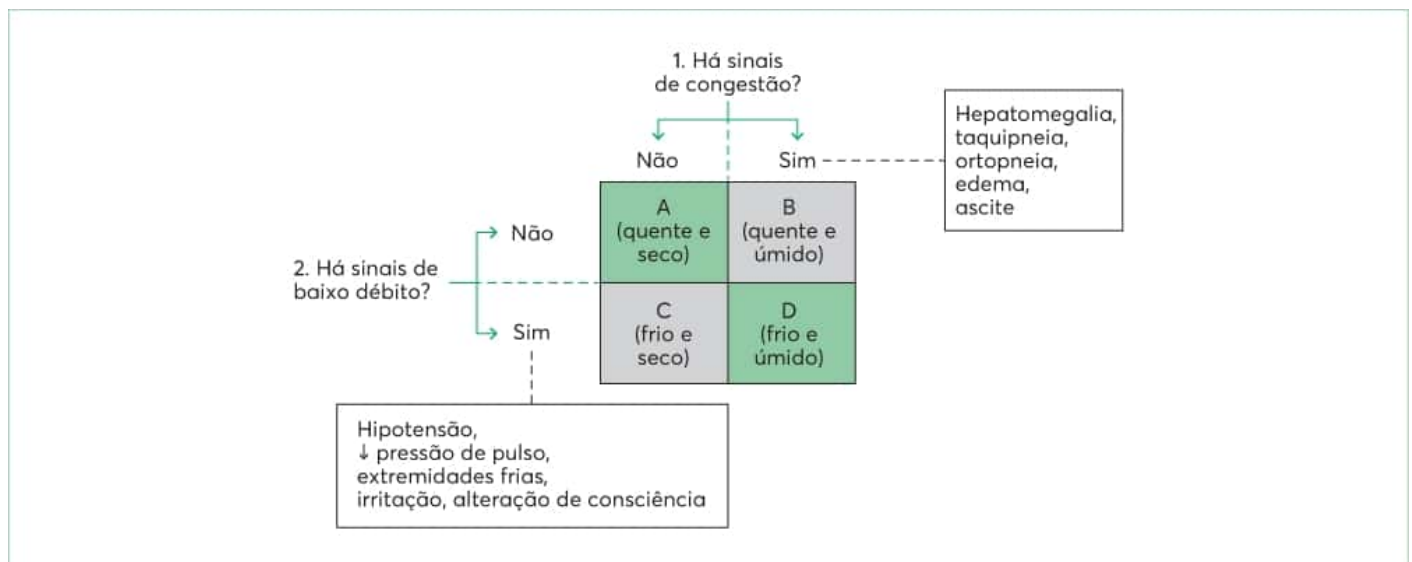 1. Há sinais
de congestão?
Não
Sim
Hepatomegalia,
taquipneia,
ortopneia,
edema,
ascite
2. Há sinais de
baixo débito?
Não
Sim
A
(quente e
seco)
B
(quente e
úmido)
C
(frio e
seco)
D
(frio e
úmido)
Hipotensão,
↓ pressão de pulso,
extremidades frias,
irritação, alteração de consciência